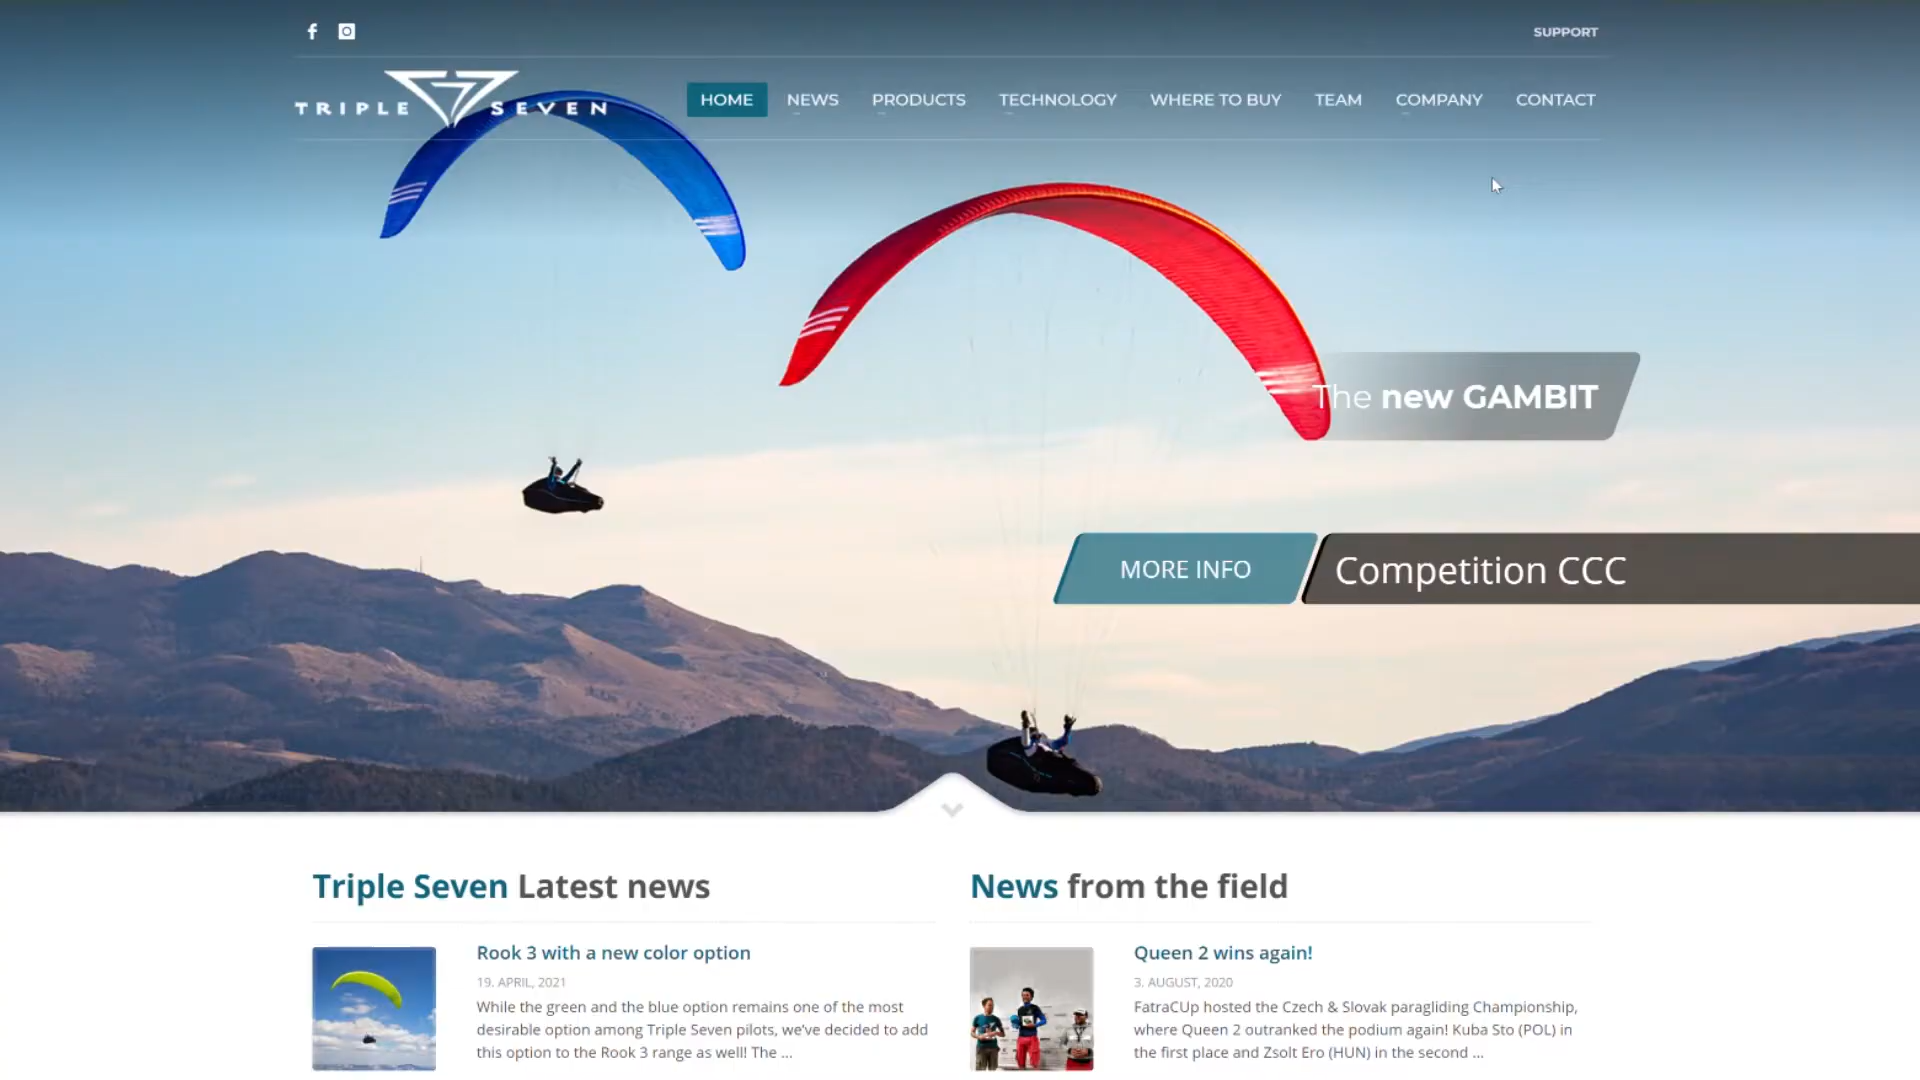 SUPPORT
TRIPLE SEVEN
HOME NEWS PRODUCTS TECHNOLOGY WHERE TO BUY TEAM COMPANY CONTACT
The new GAMBIT
MORE INFO
Competition CCC
Triple Seven Latest news
Rook 3 with a new color option
19. APRIL, 2021
While the green and the blue option remains one of the most
desirable option among Triple Seven pilots, we've decided to add
this option to the Rook 3 range as well! The ...
News from the field
Queen 2 wins again!
3. AUGUST, 2020
FatraCUp hosted the Czech & Slovak paragliding Championship,
where Queen 2 outranked the podium again! Kuba Sto (POL) in
the first place and Zsolt Ero (HUN) in the second ...